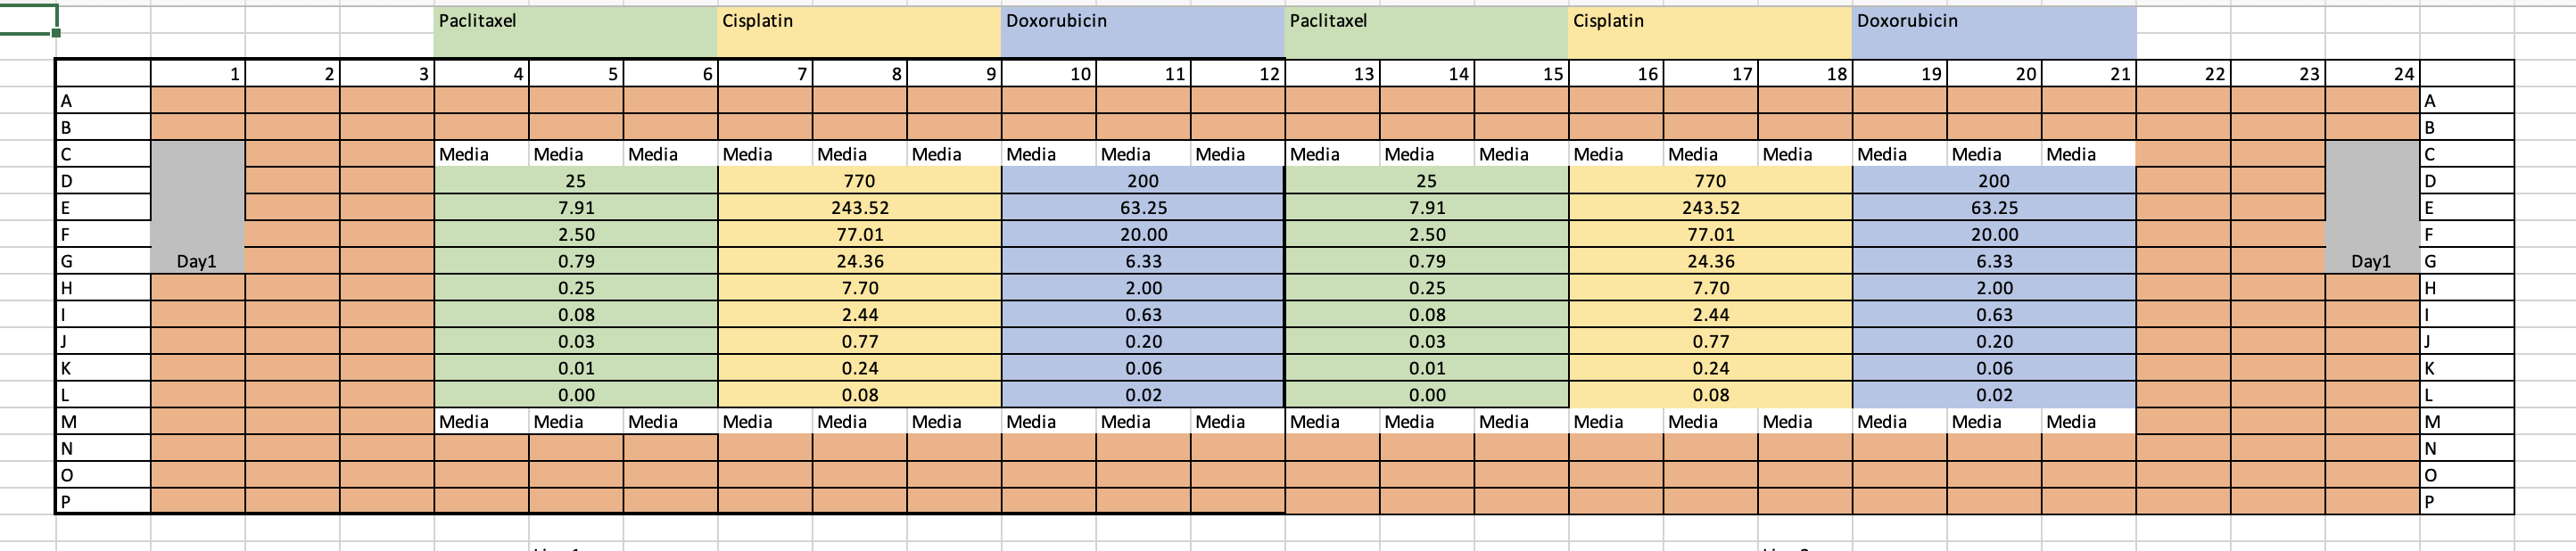 Paclitaxel Cisplatin Doxorubicin Paclitaxel Cisplatin Doxorubicin
1 2 3 4 5 6 7 8 9 10 11 12 13 14 15 16 17 18 19 20 21 22 23 24
A A
B B
C Media Media Media Media Media Media Media Media Media Media Media Media Media Media Media Media Media Media C
D 25 770 200 25 770 200 D
E 7.91 243.52 63.25 7.91 243.52 63.25 E
F 2.50 77.01 20.00 2.50 77.01 20.00 F
G Day1 0.79 24.36 6.33 0.79 24.36 6.33 Day1 G
H 0.25 7.70 2.00 0.25 7.70 2.00 H
I 0.08 2.44 0.63 0.08 2.44 0.63 I
J 0.03 0.77 0.20 0.03 0.77 0.20 J
K 0.01 0.24 0.06 0.01 0.24 0.06 K
L 0.00 0.08 0.02 0.00 0.08 0.02 L
M Media Media Media Media Media Media Media Media Media Media Media Media Media Media Media Media Media Media M
N N
O O
P P